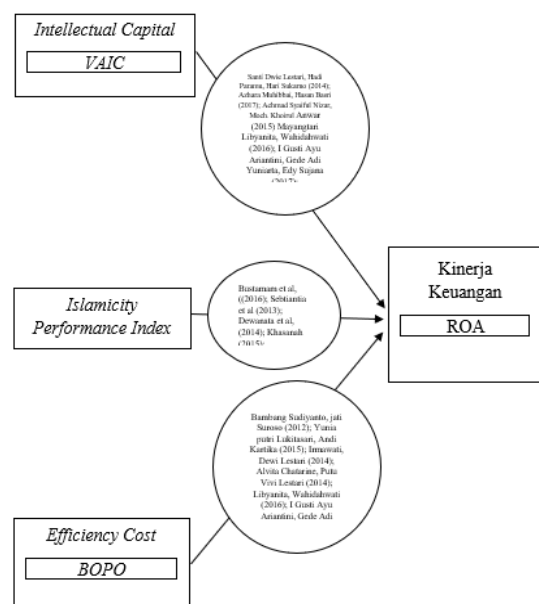 Intellectual Capital
VAIC
Santi Dwie Lestari, Hadi
Paramu, Hari Sukarno (2014);
Azhara Muhibbai, Hasan Basri
(2017); Achmad Syaiful Nizar,
Moch. Khoirul Anwar
(2015) Mayangtari
Libyanita, Wahidahwati
(2016); I Gusti Ayu
Ariantini, Gede Adi
Yuniarta, Edy Sujana
(2017);
Islamicity
Performance Index
Bustamam et al,
((2016); Sebtiantia
et al (2013);
Dewanata et al,
(2014); Khasanah
(2015);
Kinerja
Keuangan
ROA
Bambang Sudiyanto, jati
Suroso (2012); Yunia
putri Lukitasari, Andi
Kartika (2015); Irmawati,
Dewi Lestari (2014);
Alvita Chatarine, Putu
Vivi Lestari (2014);
Libyanita, Wahidahwati
(2016); I Gusti Ayu
Ariantini, Gede Adi
Efficiency Cost
BOPO